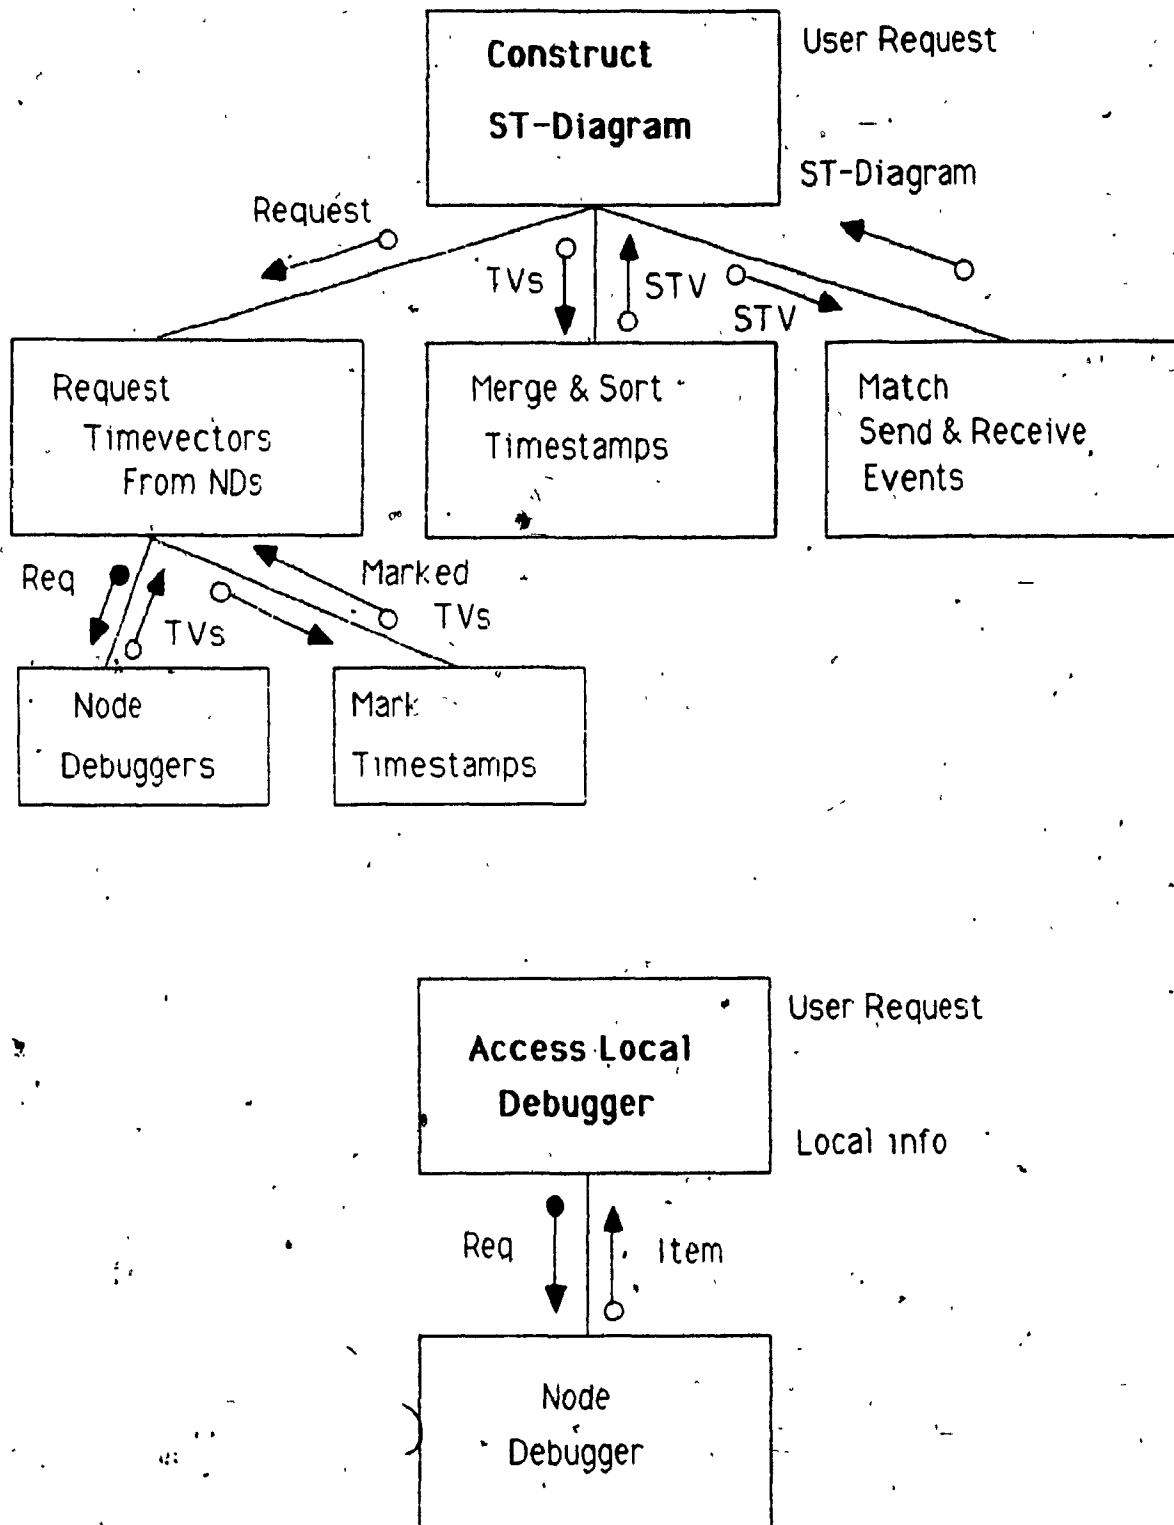 Construct
ST-Diagram
User Request
ST-Diagram
Request
TVs
STV
STV
Request
Timevectors
From NDs
Merge & Sort
Timestamps
Match
Send & Receive
Events
Req
TVs
Marked
TVs
Node
Debuggers
Mark
Timestamps
Access Local
Debugger
User Request
Local info
Req
Item
Node
Debugger